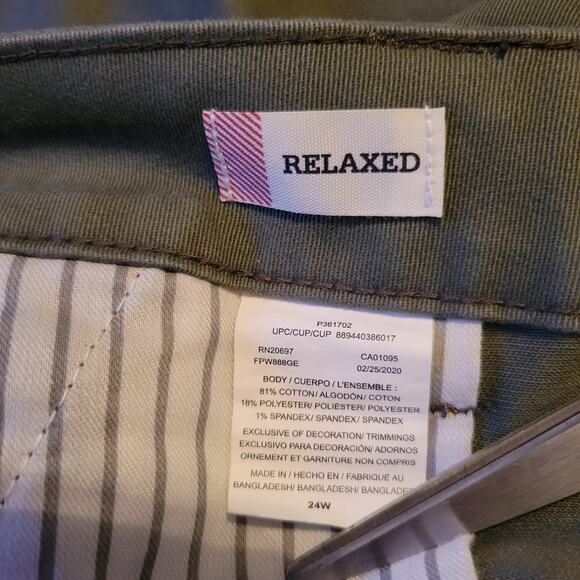 RELAXED
P361702
UPC/CUP/CUP 889440386017
RN20697 CA01095
FPW888GE 02/25/2020
BODY / CUERPO / L'ENSEMBLE :
81% COTTON/ ALGODÓN / COTON
18% POLYESTER/ POLIÉSTER/ POLYESTER
1% SPANDEX/ SPANDEX/ SPANDEX
EXCLUSIVE OF DECORATION/ TRIMMINGS
EXCLUSIVO PARA DECORACIÓN/ ADORNOS
ORNEMENT ET GARNITURE NON COMPRIS
MADE IN / HECHO EN / FABRIQUÉ AU
BANGLADESH/ BANGLADESH/ BANGLADES
24W